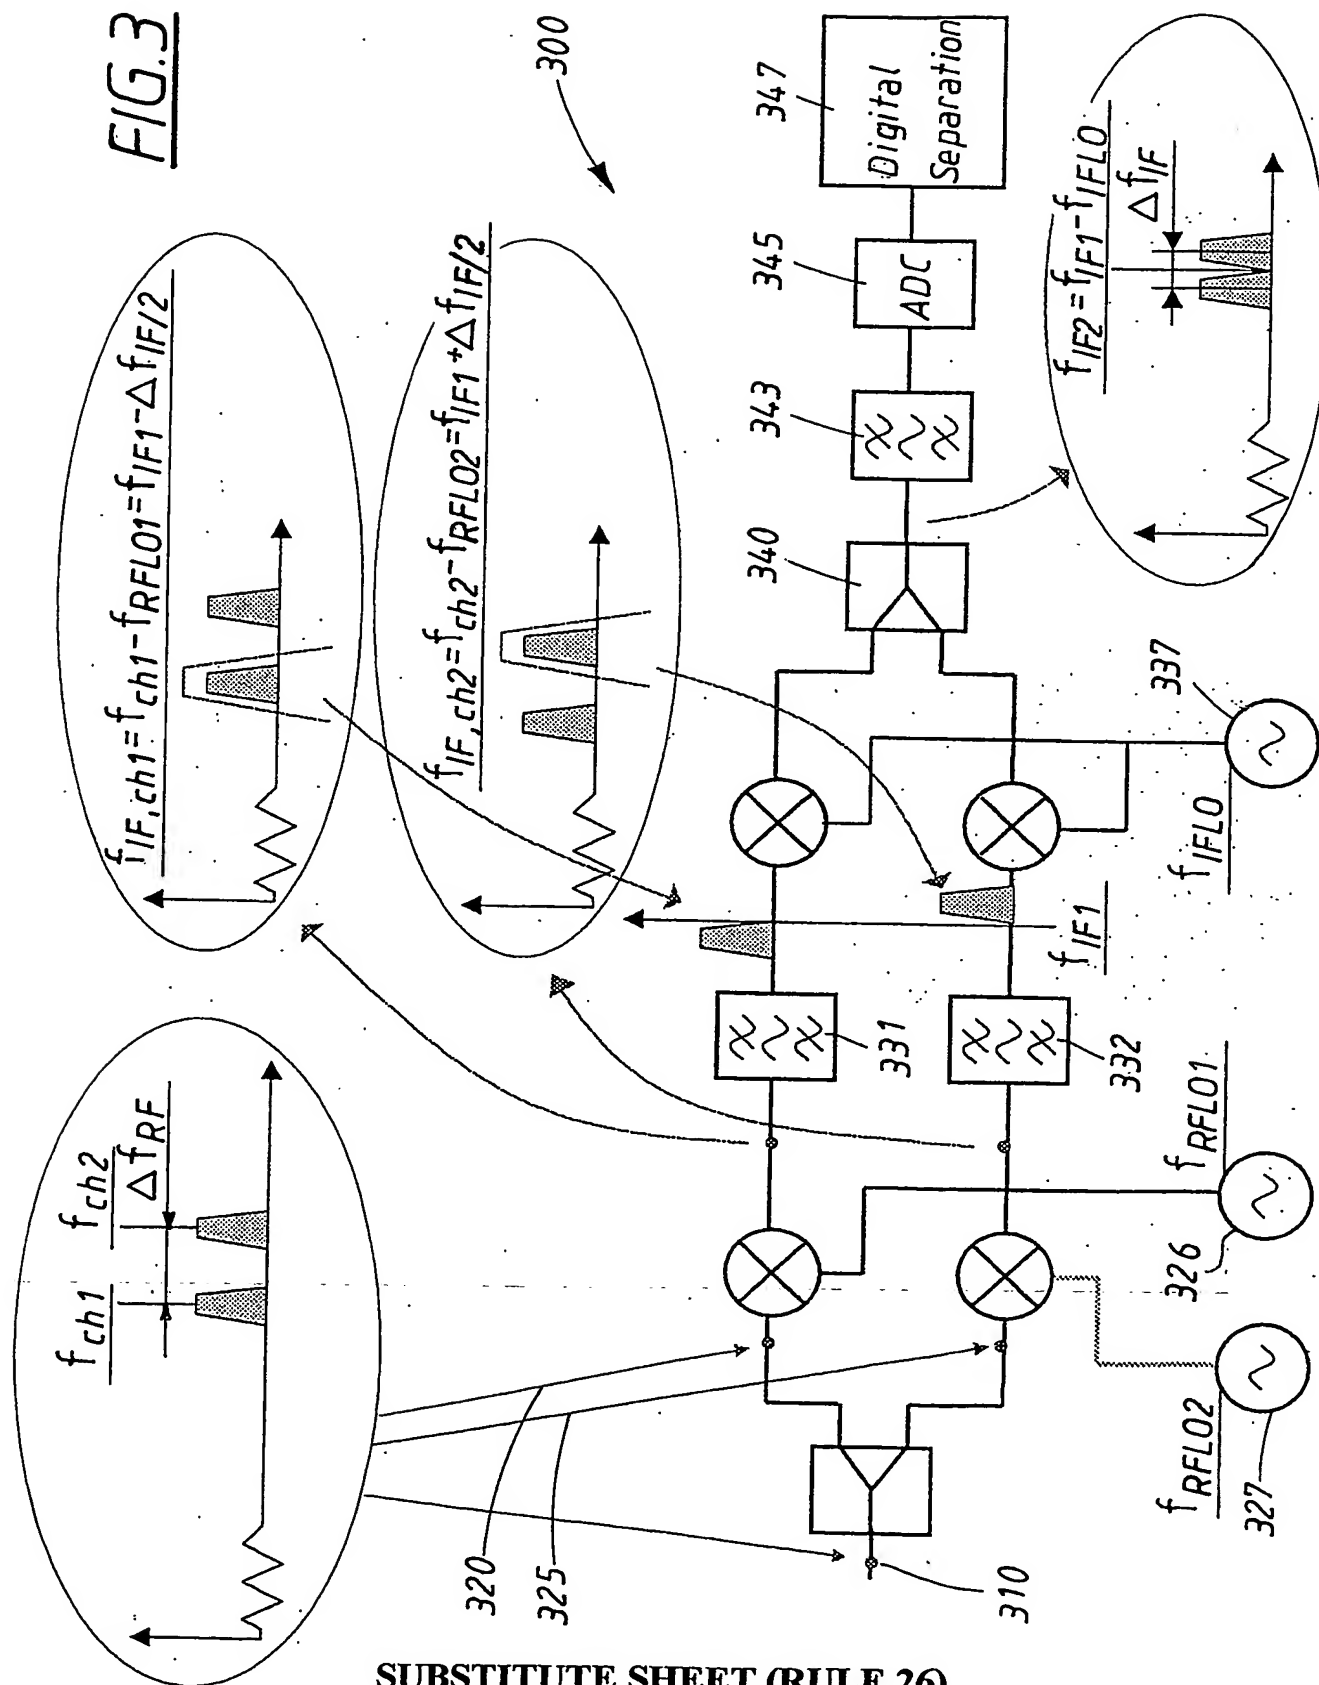 FIG.3
300
f_IF,ch1=f_ch1-f_RFLO1=f_IF1-Δf_IF/2
f_IF,ch2=f_ch2-f_RFLO2=f_IF1+Δf_IF/2
f_ch1
f_ch2
Δf_RF
320
325
310
331
332
f_IF1
340
343
345
ADC
347
Digital
Separation
f_IF2=f_IF1-f_IFLO
Δf_IF
f_RFLO2
327
f_RFLO1
326
f_IFLO
337
SUBSTITUTE SHEET (RULE 26)